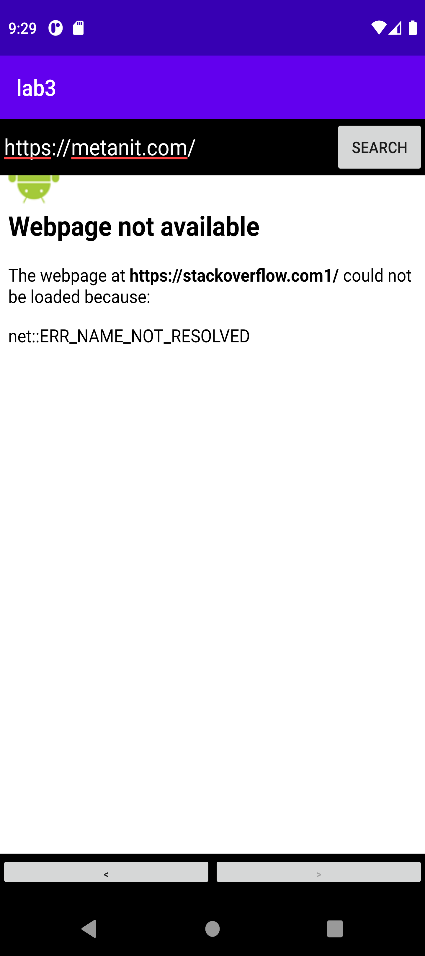 9:29
lab3
https://metanit.com/
SEARCH
Webpage not available
The webpage at https://stackoverflow.com1/ could not
be loaded because:
net::ERR_NAME_NOT_RESOLVED
< >